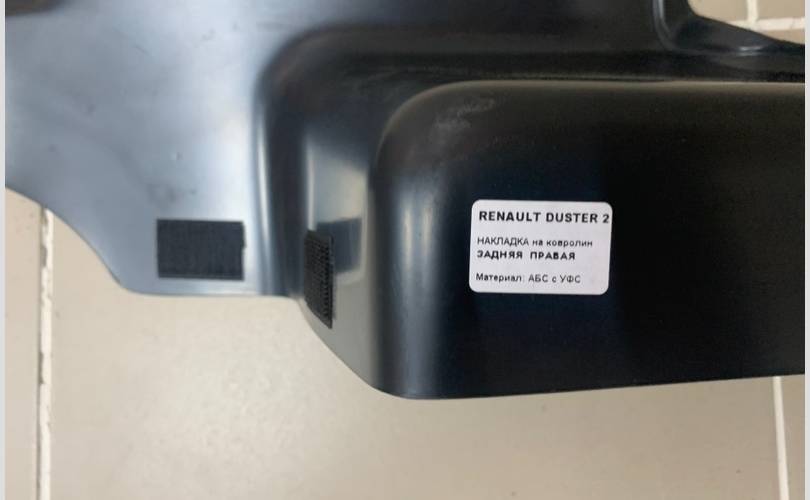 RENAULT DUSTER 2
НАКЛАДКА на ковролин
ЗАДНЯЯ ПРАВАЯ
Материал: АБС с УФС